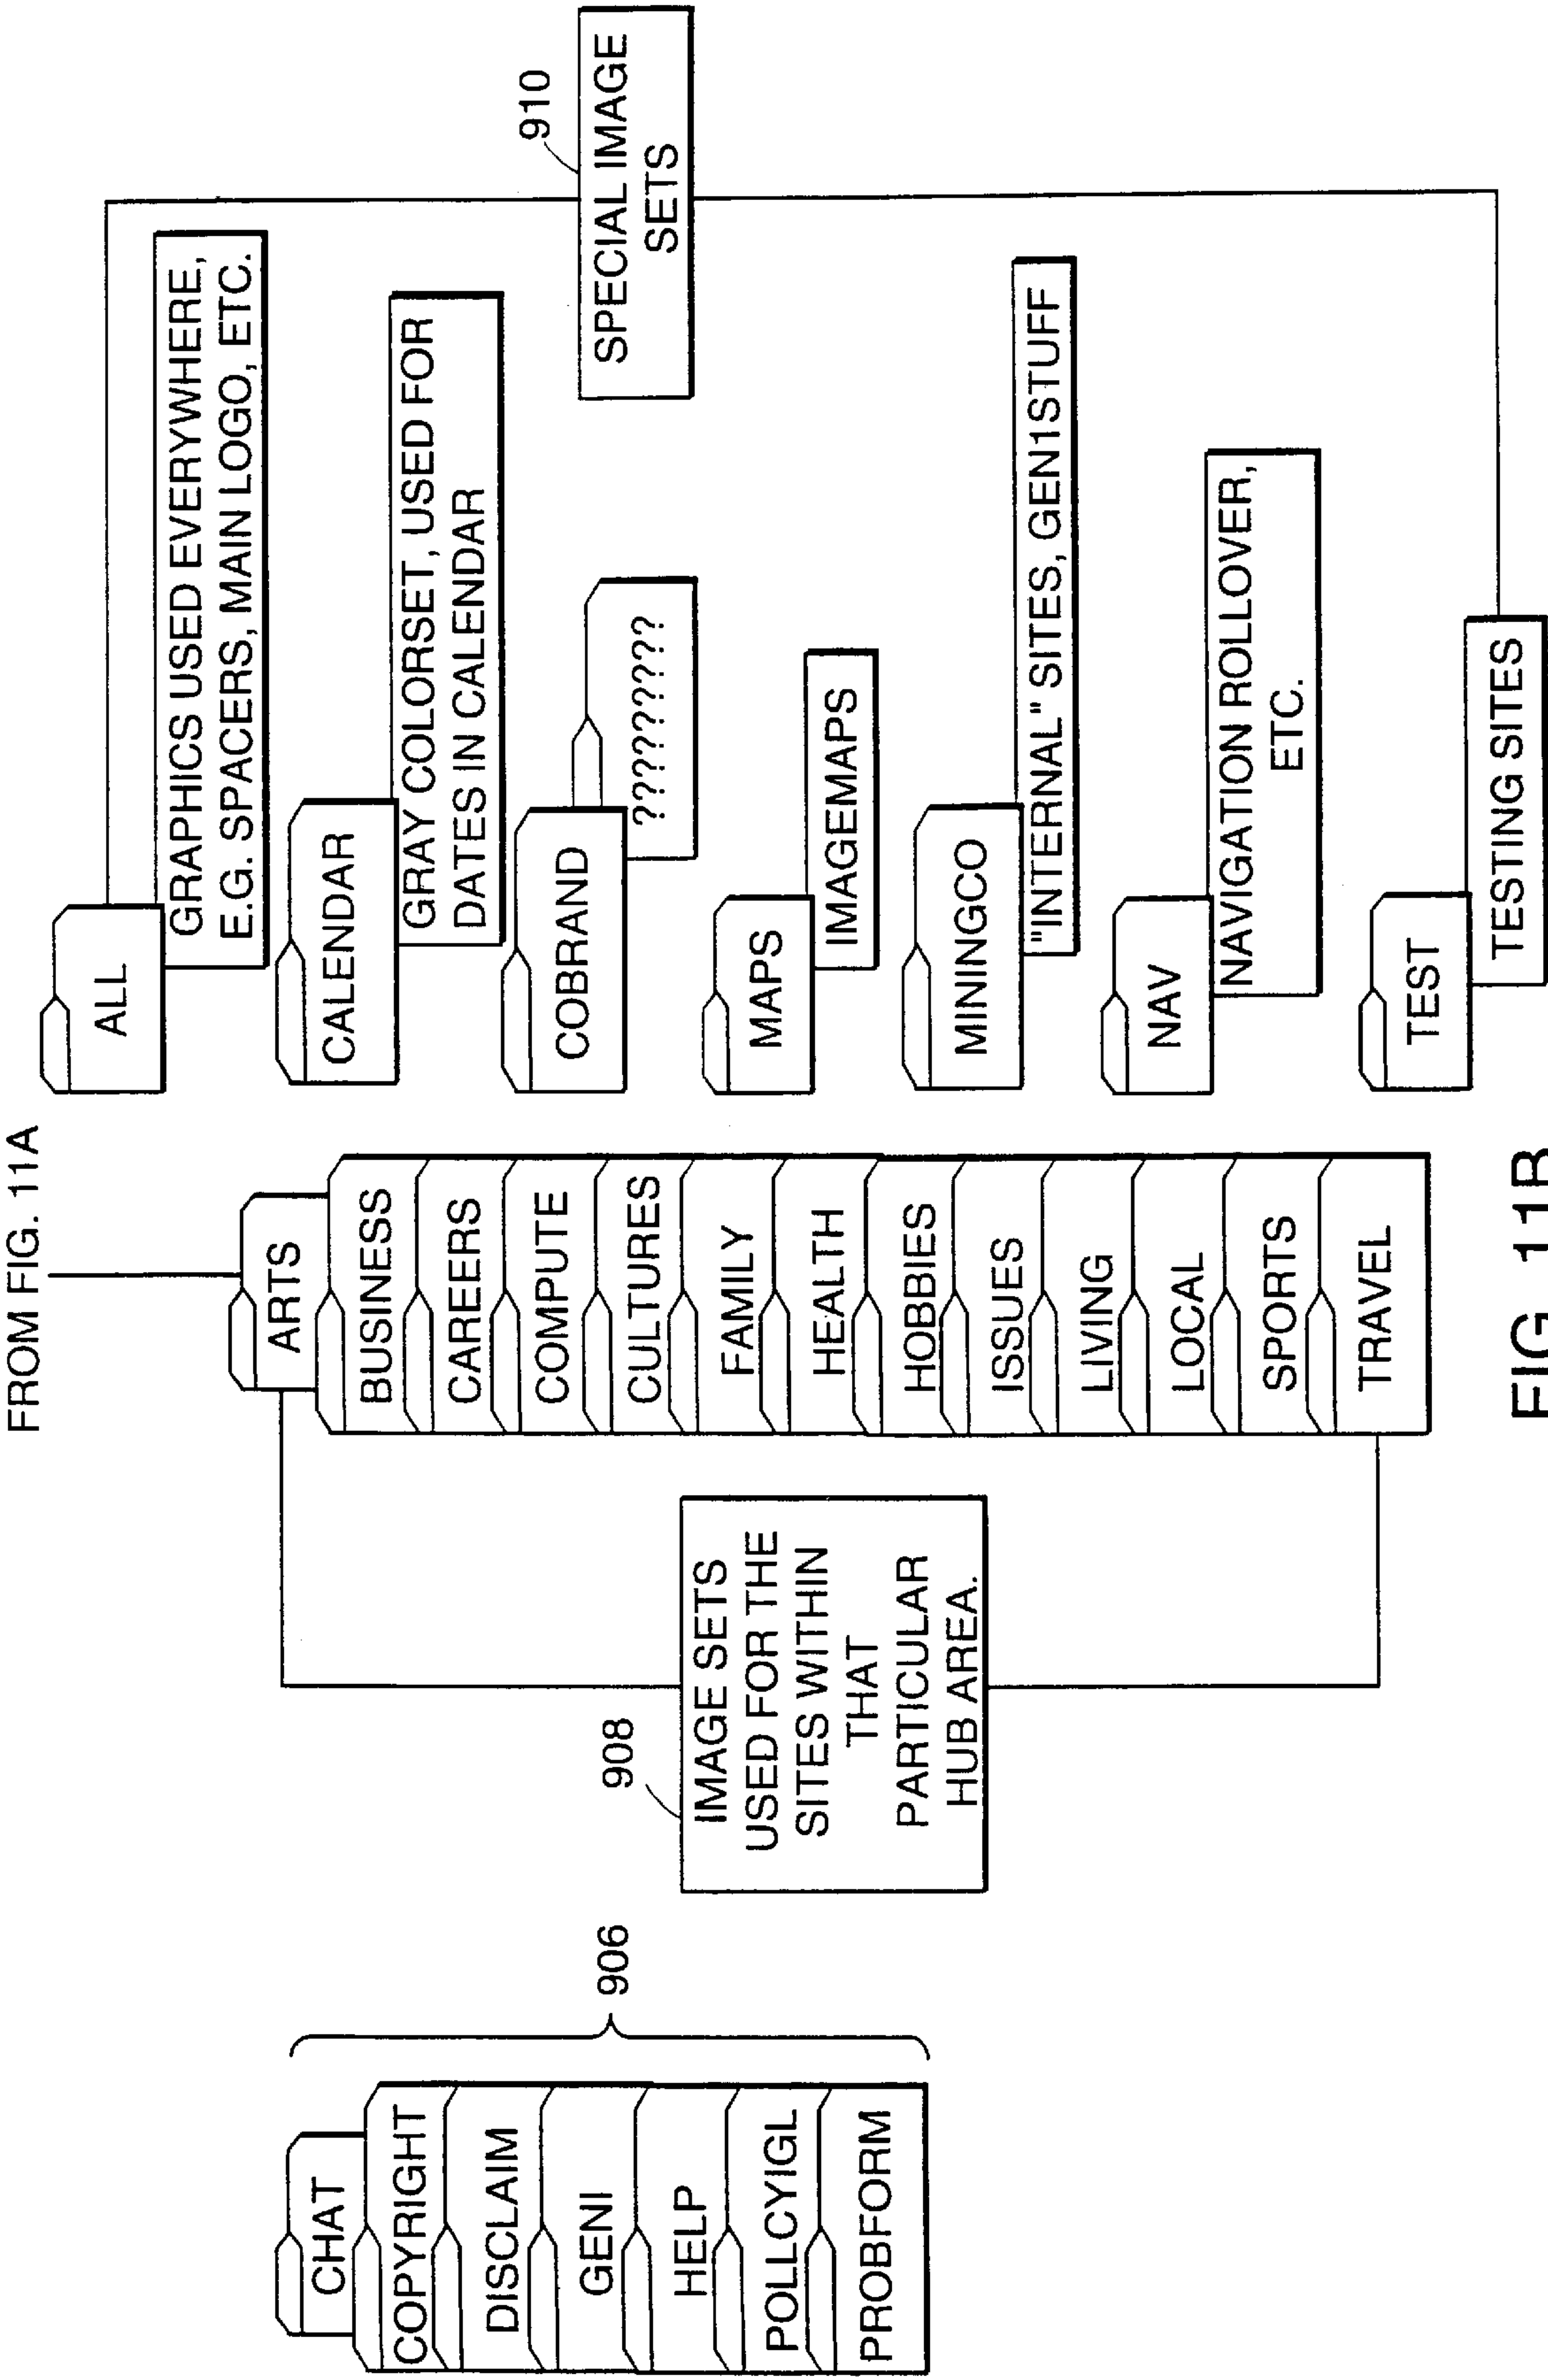 FROM FIG. 11A
CHAT
COPYRIGHT
DISCLAIM
GENI
HELP
POLLCYIGL
PROBFORM
906
908
IMAGE SETS
USED FOR THE
SITES WITHIN
THAT
PARTICULAR
HUB AREA.
ARTS
BUSINESS
CAREERS
COMPUTE
CULTURES
FAMILY
HEALTH
HOBBIES
ISSUES
LIVING
LOCAL
SPORTS
TRAVEL
ALL
GRAPHICS USED EVERYWHERE,
E.G. SPACERS, MAIN LOGO, ETC.
CALENDAR
GRAY COLORSET, USED FOR
DATES IN CALENDAR
COBRAND
?????????
MAPS
IMAGEMAPS
MININGCO
"INTERNAL" SITES, GEN1STUFF
NAV
NAVIGATION ROLLOVER,
ETC.
TEST
TESTING SITES
910
SPECIAL IMAGE
SETS
FIG. 11B